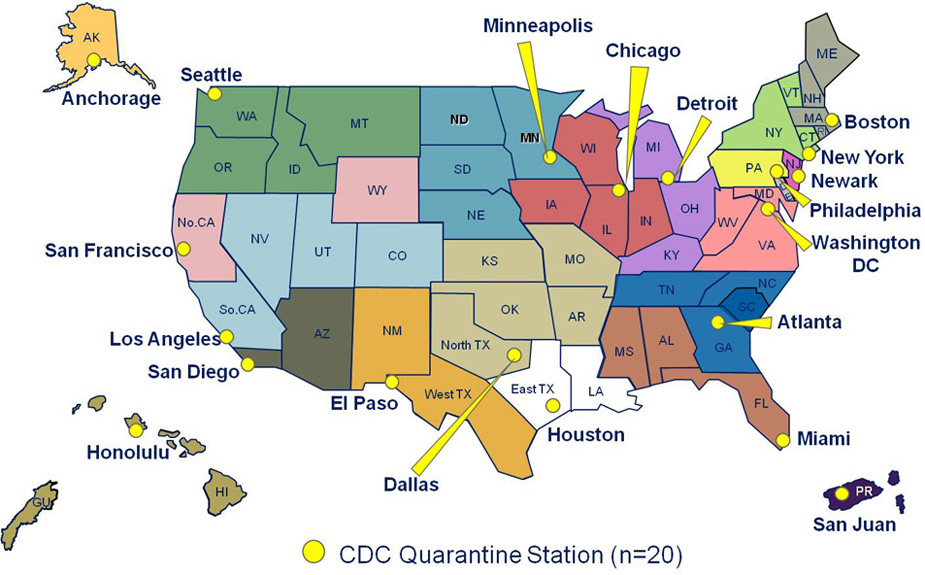 Minneapolis
Chicago
AK
Seattle
Anchorage
Detroit
ME
VT
NH
WA
MT
ND
MN
WI
MI
NY
MA
Boston
CT
RI
OR
ID
SD
PA
NJ
New York
Newark
WY
IA
OH
MD
Philadelphia
No.CA
NE
IL
IN
WV
San Francisco
NV
UT
CO
KS
MO
KY
VA
Washington
DC
So.CA
TN
NC
OK
AR
SC
Los Angeles
AZ
NM
North TX
MS
AL
GA
Atlanta
San Diego
El Paso
West TX
East TX
LA
FL
Houston
Miami
Honolulu
Dallas
GU
HI
PR
San Juan
CDC Quarantine Station (n=20)